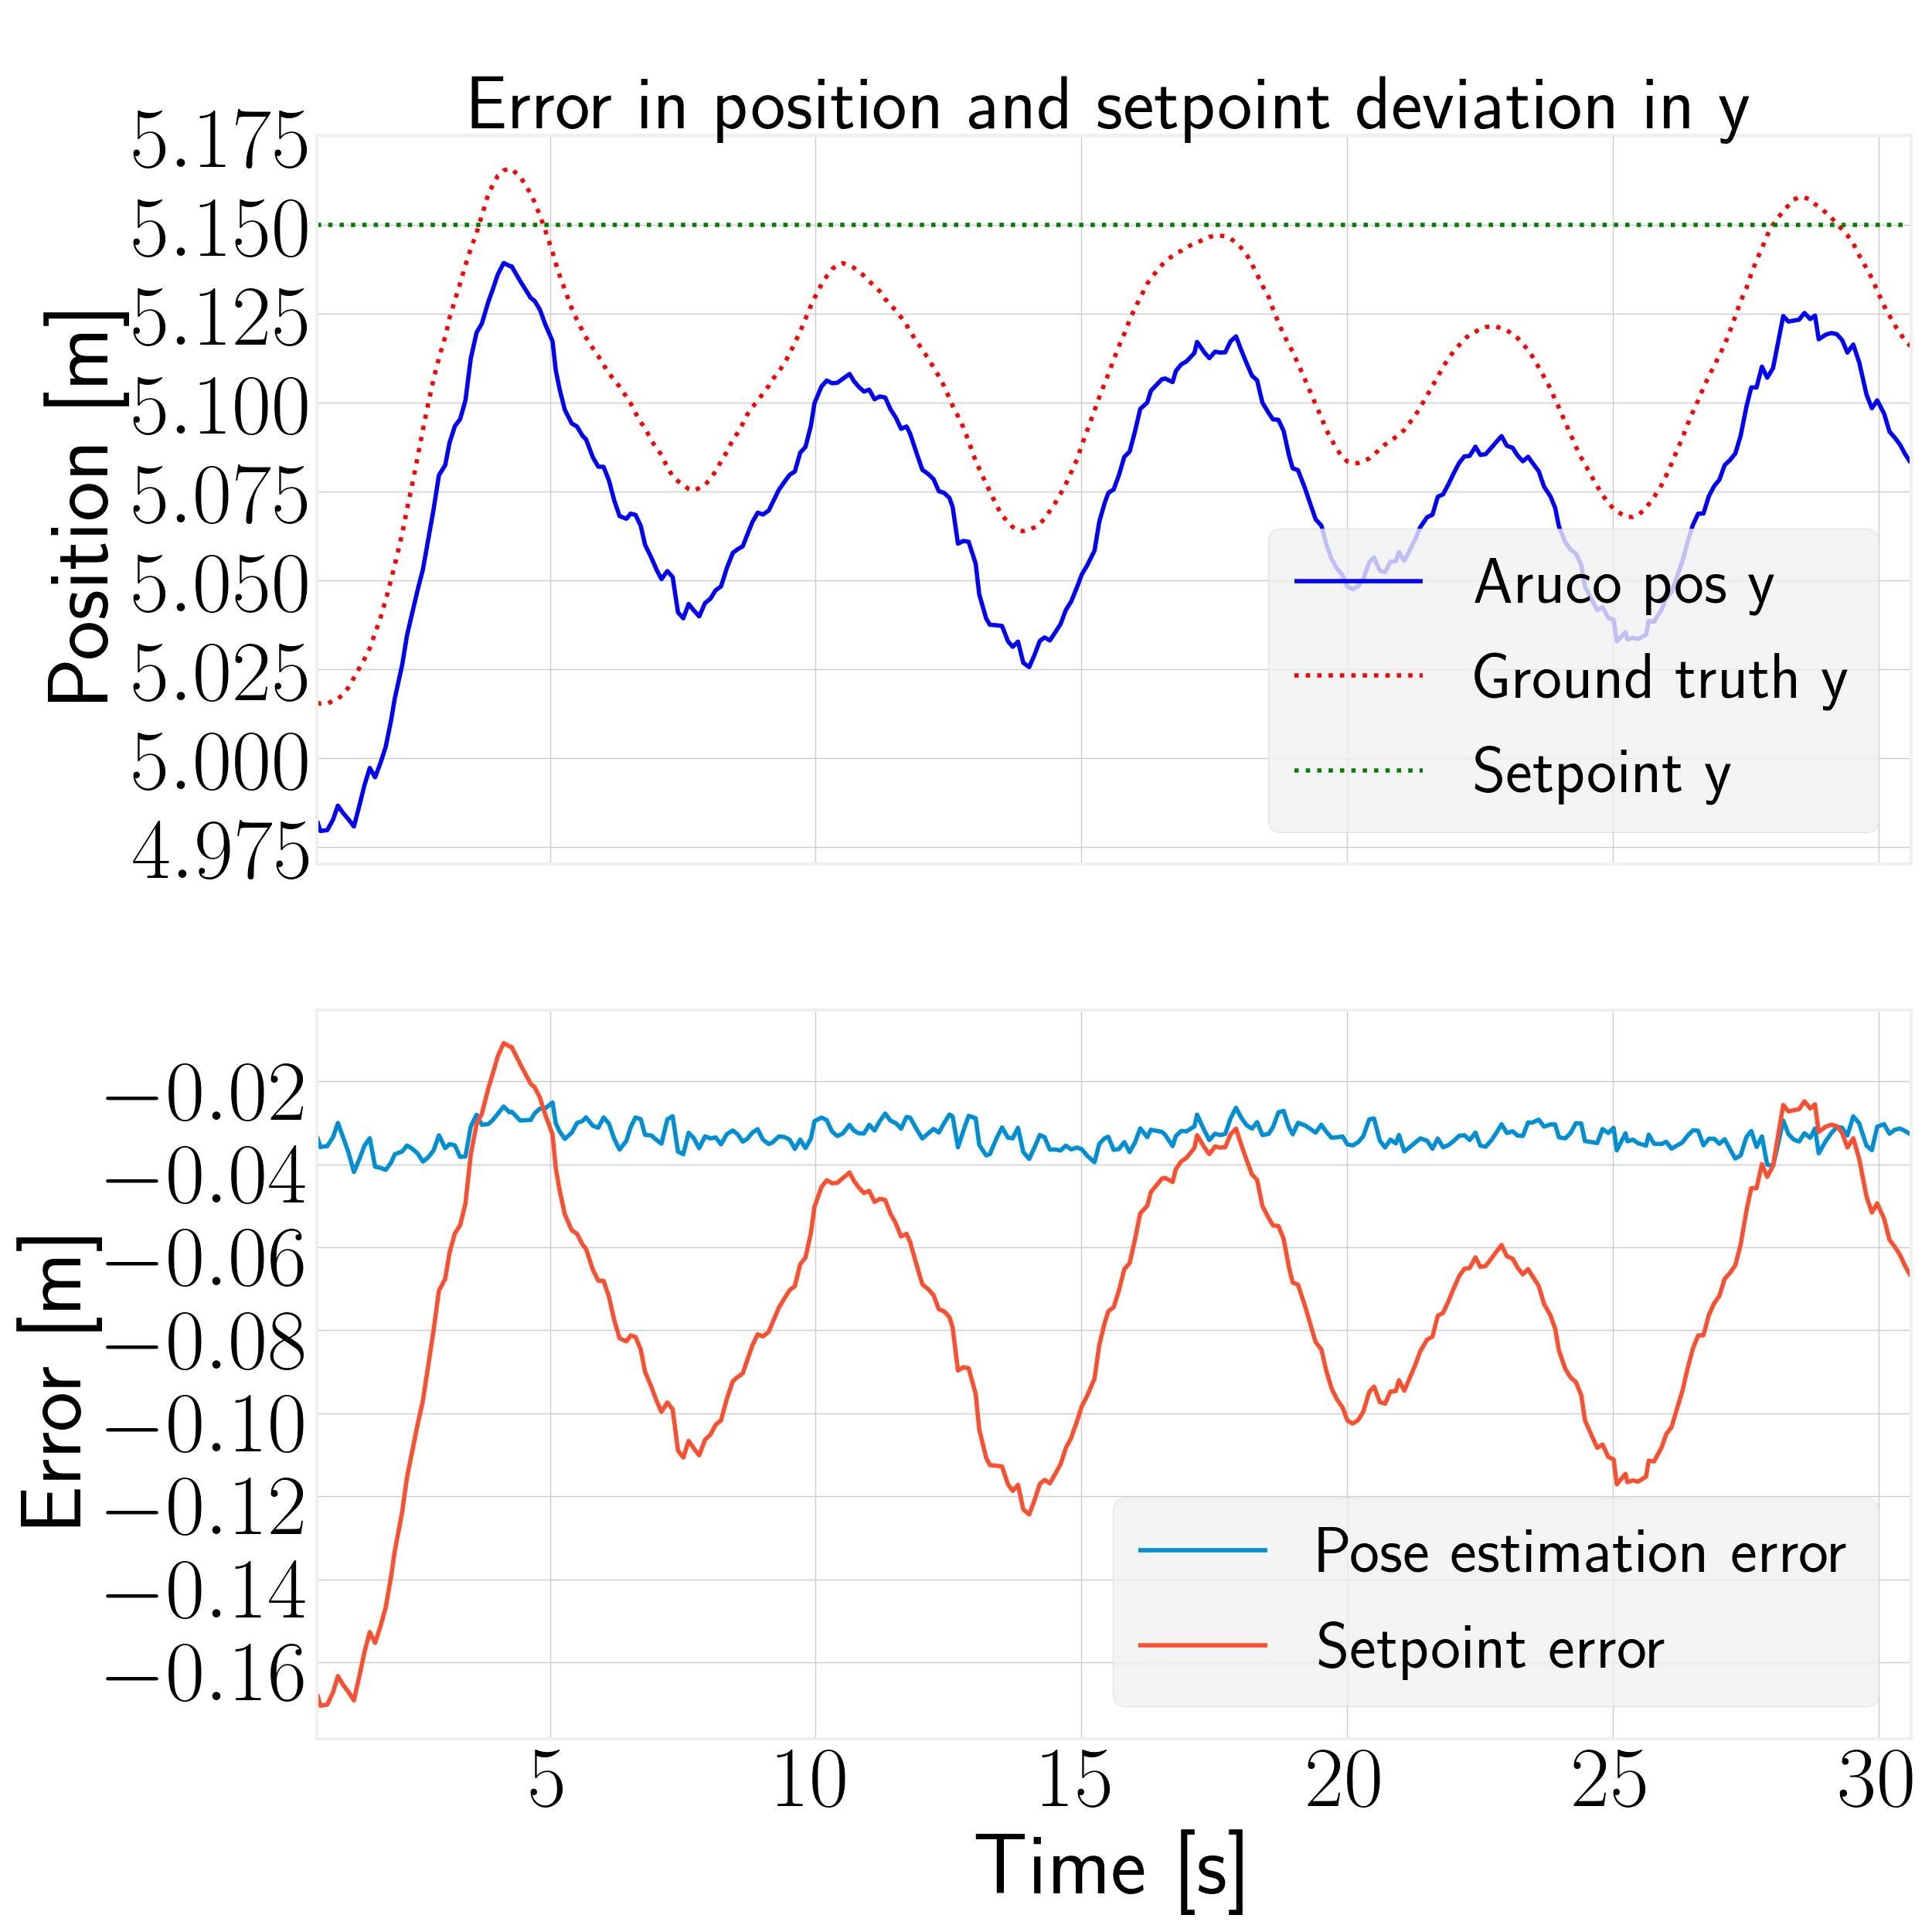 Error in position and setpoint deviation in y
Position [m]
5.175
5.150
5.125
5.100
5.075
5.050
5.025
5.000
4.975
Aruco pos y
Ground truth y
Setpoint y
Error [m]
−0.02
−0.04
−0.06
−0.08
−0.10
−0.12
−0.14
−0.16
Pose estimation error
Setpoint error
5 10 15 20 25 30
Time [s]